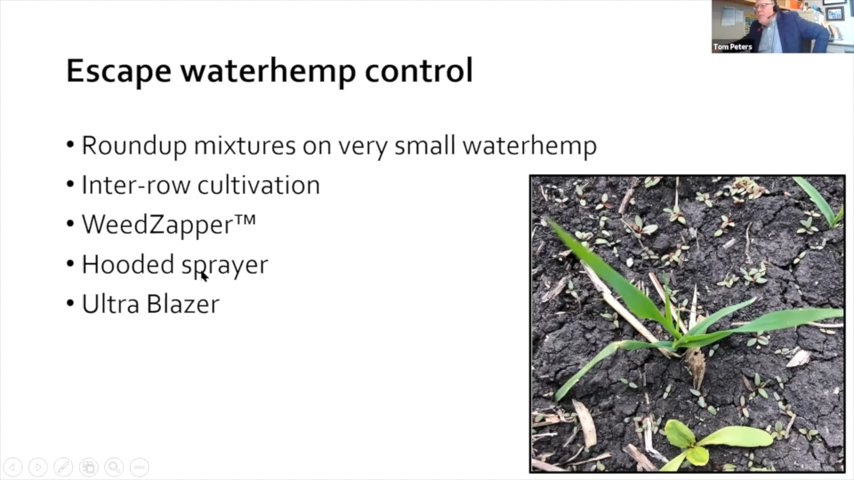 Tom Peters
Escape waterhemp control
• Roundup mixtures on very small waterhemp
• Inter-row cultivation
• WeedZapper™
• Hooded sprayer
• Ultra Blazer